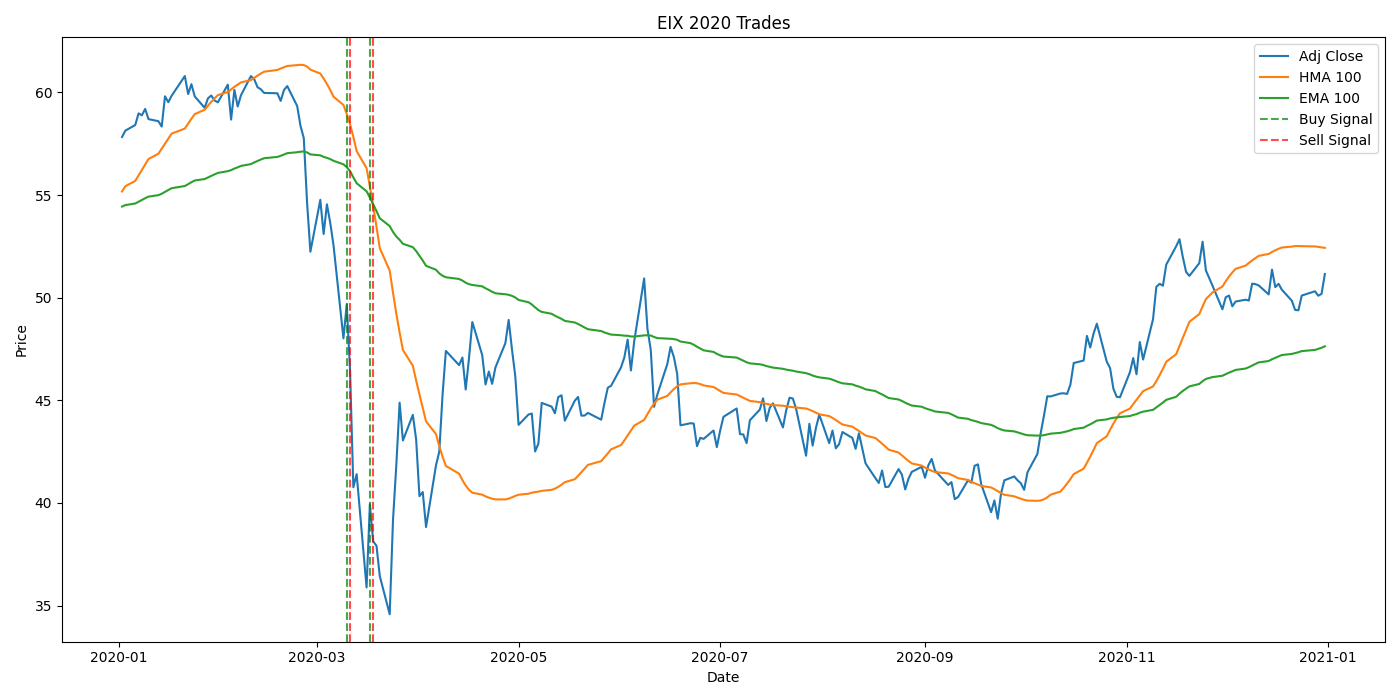 EIX 2020 Trades
Adj Close
HMA 100
EMA 100
Buy Signal
Sell Signal
Price
60
55
50
45
40
35
2020-01
2020-03
2020-05
2020-07
2020-09
2020-11
2021-01
Date